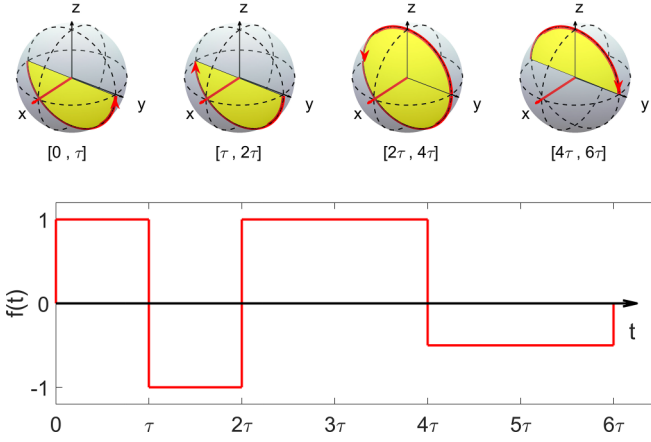 z z z z
x y x y x y x y
[0 , τ] [τ , 2τ] [2τ , 4τ] [4τ , 6τ]
1
f(t) 0
t
-1
0 τ 2τ 3τ 4τ 5τ 6τ